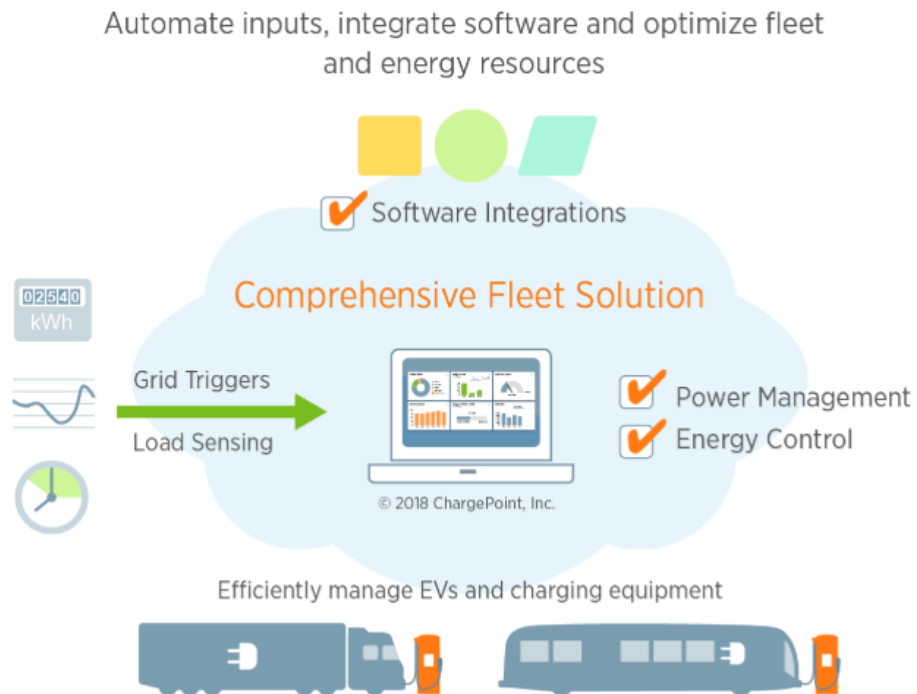 Automate inputs, integrate software and optimize fleet
and energy resources
Software Integrations
Comprehensive Fleet Solution
02540
kWh
Grid Triggers
Load Sensing
Power Management
Energy Control
© 2018 ChargePoint, Inc.
Efficiently manage EVs and charging equipment